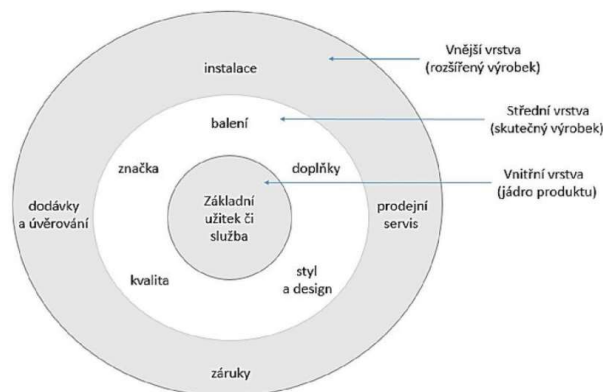 Vnější vrstva
(rozšířený výrobek)
instalace
Střední vrstva
(skutečný výrobek)
balení
značka
doplňky
Vnitřní vrstva
(jádro produktu)
Základní
užitek či
služba
dodávky
a úvěrování
prodejní
servis
kvalita
styl
a design
záruky